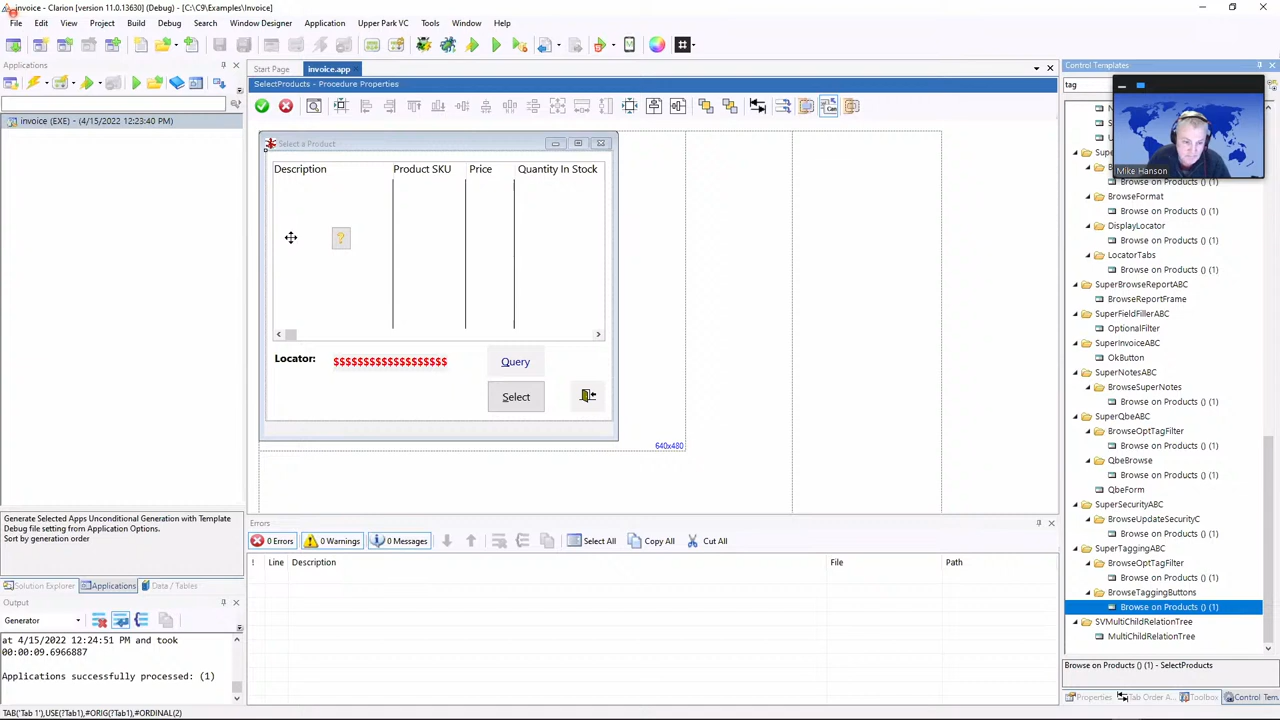 invoice - Clarion [version 11.0.13630] (Debug) - [C:\C9\Examples\Invoice]
File Edit View Project Build Debug Search Window Designer Application Upper Park VC Tools Window Help
Applications
invoice (EXE) - (4/15/2022 12:23:40 PM)
Generate Selected Apps Unconditional Generation with Template
Debug file setting from Application Options.
Sort by generation order
Solution Explorer Applications Data / Tables
Output
Generator
at 4/15/2022 12:24:51 PM and took
00:00:09.6966887
Applications successfully processed: (1)
TAB('Tab 1'),USE(?Tab1),#ORIG(?Tab1),#ORDINAL(2)
Start Page invoice.app
SelectProducts - Procedure Properties
Select a Product
Description Product SKU Price Quantity In Stock
?
Locator: $$$$$$$$$$$$$$$$$$$ Query
Select
640x480
Errors
0 Errors 0 Warnings 0 Messages Select All Copy All Cut All
! Line Description File Path
Control Templates
tag
Mike Hanson
Browse on Products () (1)
BrowseFormat
Browse on Products () (1)
DisplayLocator
Browse on Products () (1)
LocatorTabs
Browse on Products () (1)
SuperBrowseReportABC
BrowseReportFrame
SuperFieldFillerABC
OptionalFilter
SuperInvoiceABC
OkButton
SuperNotesABC
BrowseSuperNotes
Browse on Products () (1)
SuperQbeABC
BrowseOptTagFilter
Browse on Products () (1)
QbeBrowse
Browse on Products () (1)
QbeForm
SuperSecurityABC
BrowseUpdateSecurityC
Browse on Products () (1)
SuperTaggingABC
BrowseOptTagFilter
Browse on Products () (1)
BrowseTaggingButtons
Browse on Products () (1)
SVMultiChildRelationTree
MultiChildRelationTree
Browse on Products () (1) - SelectProducts
Properties Tab Order A... Toolbox Control Tem...